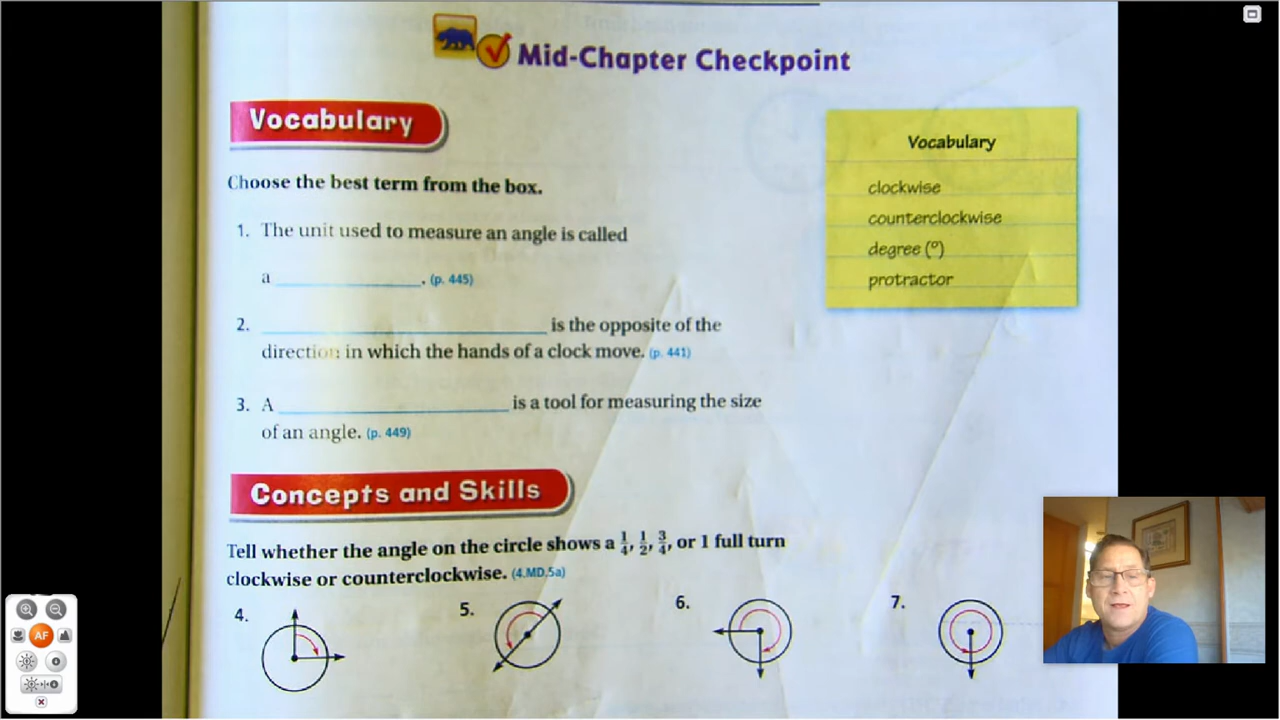 Mid-Chapter Checkpoint
Vocabulary
Choose the best term from the box.
1. The unit used to measure an angle is called
a ____________. (p. 445)
2. ____________ is the opposite of the
direction in which the hands of a clock move. (p. 441)
3. A ____________ is a tool for measuring the size
of an angle. (p. 449)
Vocabulary
clockwise
counterclockwise
degree (°)
protractor
Concepts and Skills
Tell whether the angle on the circle shows a 1/4, 1/2, 3/4, or 1 full turn
clockwise or counterclockwise. (4.MD.5a)
4.
5.
6.
7.
AF